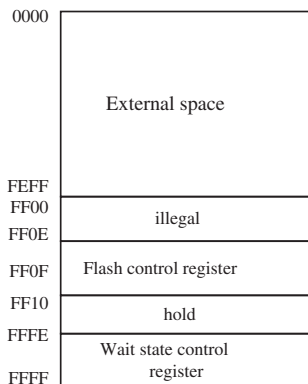 0000
External space
FEFF
FF00
illegal
FF0E
FF0F
Flash control register
FF10
hold
FFFE
Wait state control
register
FFFF